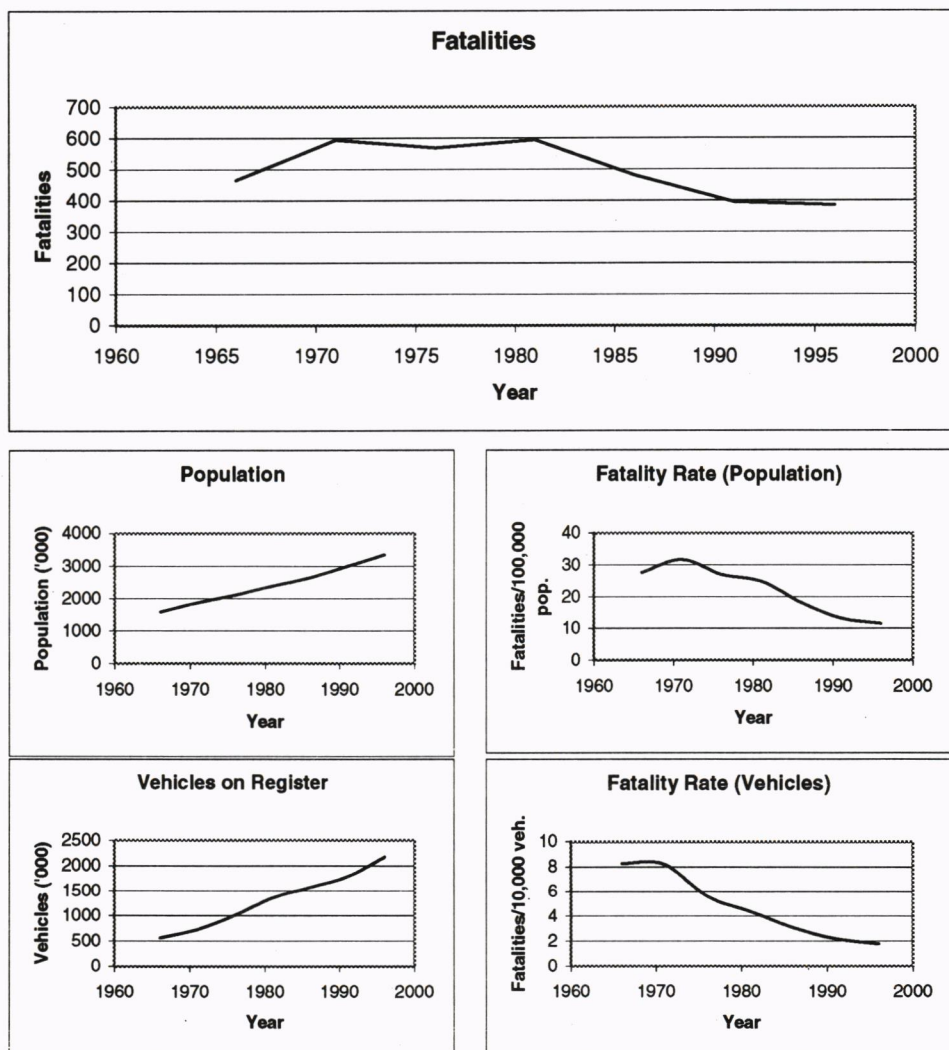 Fatalities
Fatalities
700
600
500
400
300
200
100
0
1960 1965 1970 1975 1980 1985 1990 1995 2000
Year
Population
Population ('000)
4000
3000
2000
1000
0
1960 1970 1980 1990 2000
Year
Fatality Rate (Population)
Fatalities/100,000
pop.
40
30
20
10
0
1960 1970 1980 1990 2000
Year
Vehicles on Register
Vehicles ('000)
2500
2000
1500
1000
500
0
1960 1970 1980 1990 2000
Year
Fatality Rate (Vehicles)
Fatalities/10,000 veh.
10
8
6
4
2
0
1960 1970 1980 1990 2000
Year